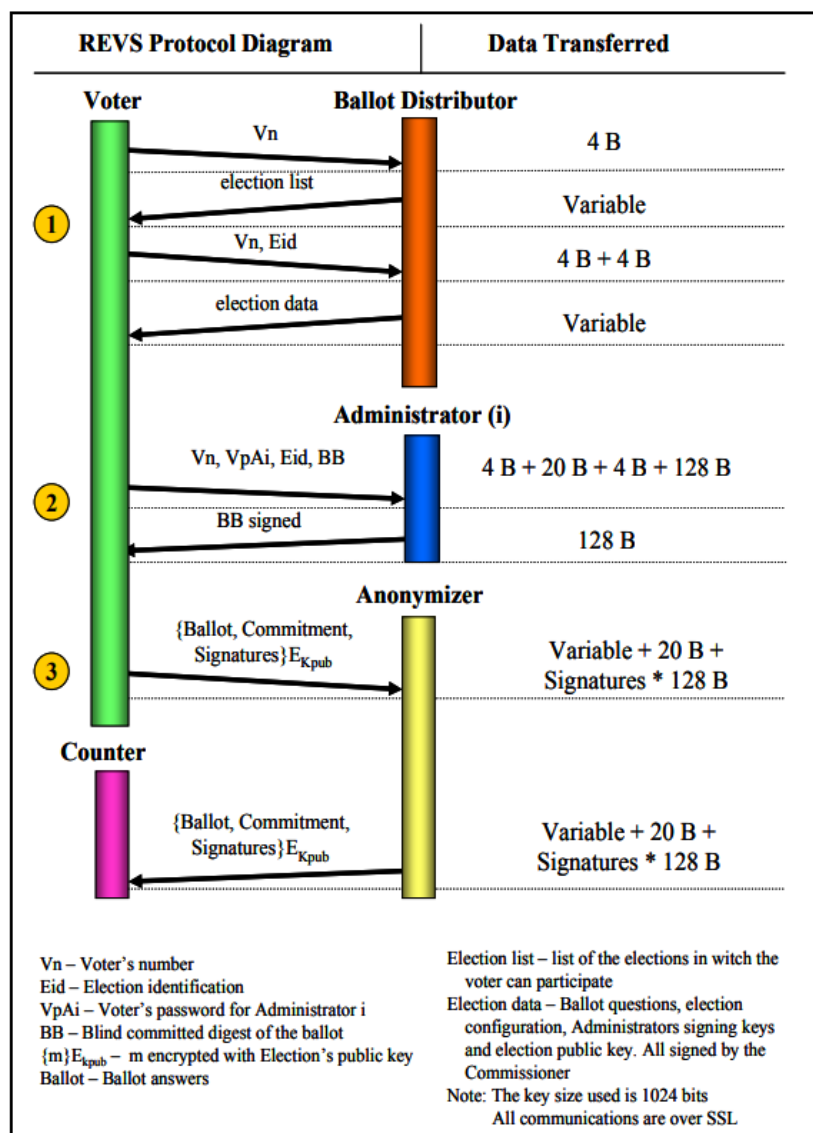 REVS Protocol Diagram
Data Transferred
Voter
Ballot Distributor
Vn
4 B
election list
Variable
1
Vn, Eid
4 B + 4 B
election data
Variable
Administrator (i)
Vn, VpAi, Eid, BB
4 B + 20 B + 4 B + 128 B
2
BB signed
128 B
Anonymizer
{Ballot, Commitment,
Signatures}E_Kpub
Variable + 20 B +
Signatures * 128 B
3
Counter
{Ballot, Commitment,
Signatures}E_Kpub
Variable + 20 B +
Signatures * 128 B
Vn – Voter's number
Eid – Election identification
VpAi – Voter's password for Administrator i
BB – Blind committed digest of the ballot
{m}E_kpub – m encrypted with Election's public key
Ballot – Ballot answers
Election list – list of the elections in witch the
voter can participate
Election data – Ballot questions, election
configuration, Administrators signing keys
and election public key. All signed by the
Commissioner
Note: The key size used is 1024 bits
All communications are over SSL